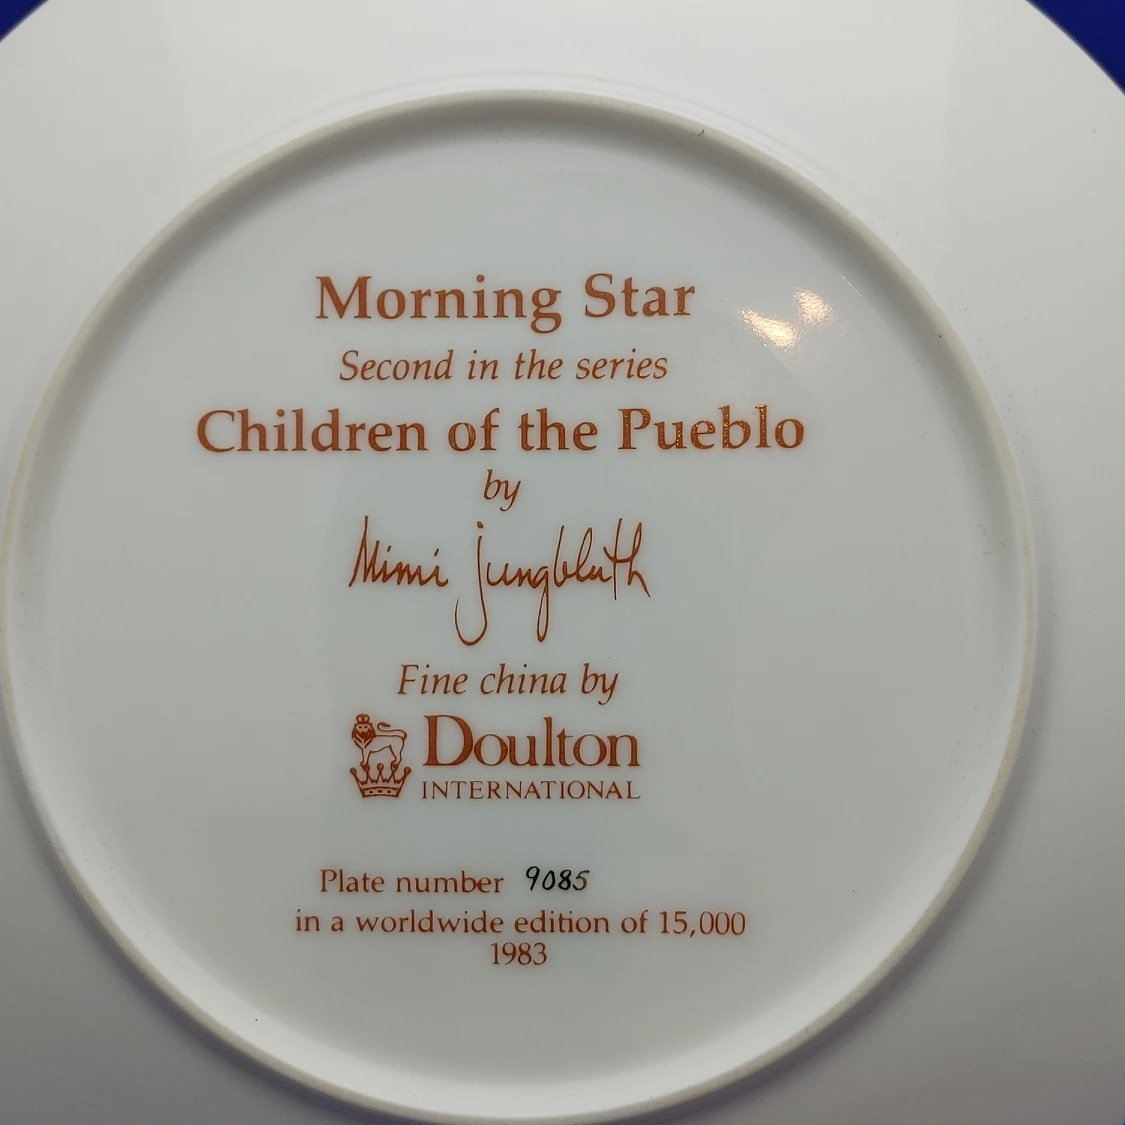 Morning Star
Second in the series
Children of the Pueblo
by
Mimi Jungbluth
Fine china by
Doulton
INTERNATIONAL
Plate number 9085
in a worldwide edition of 15,000
1983